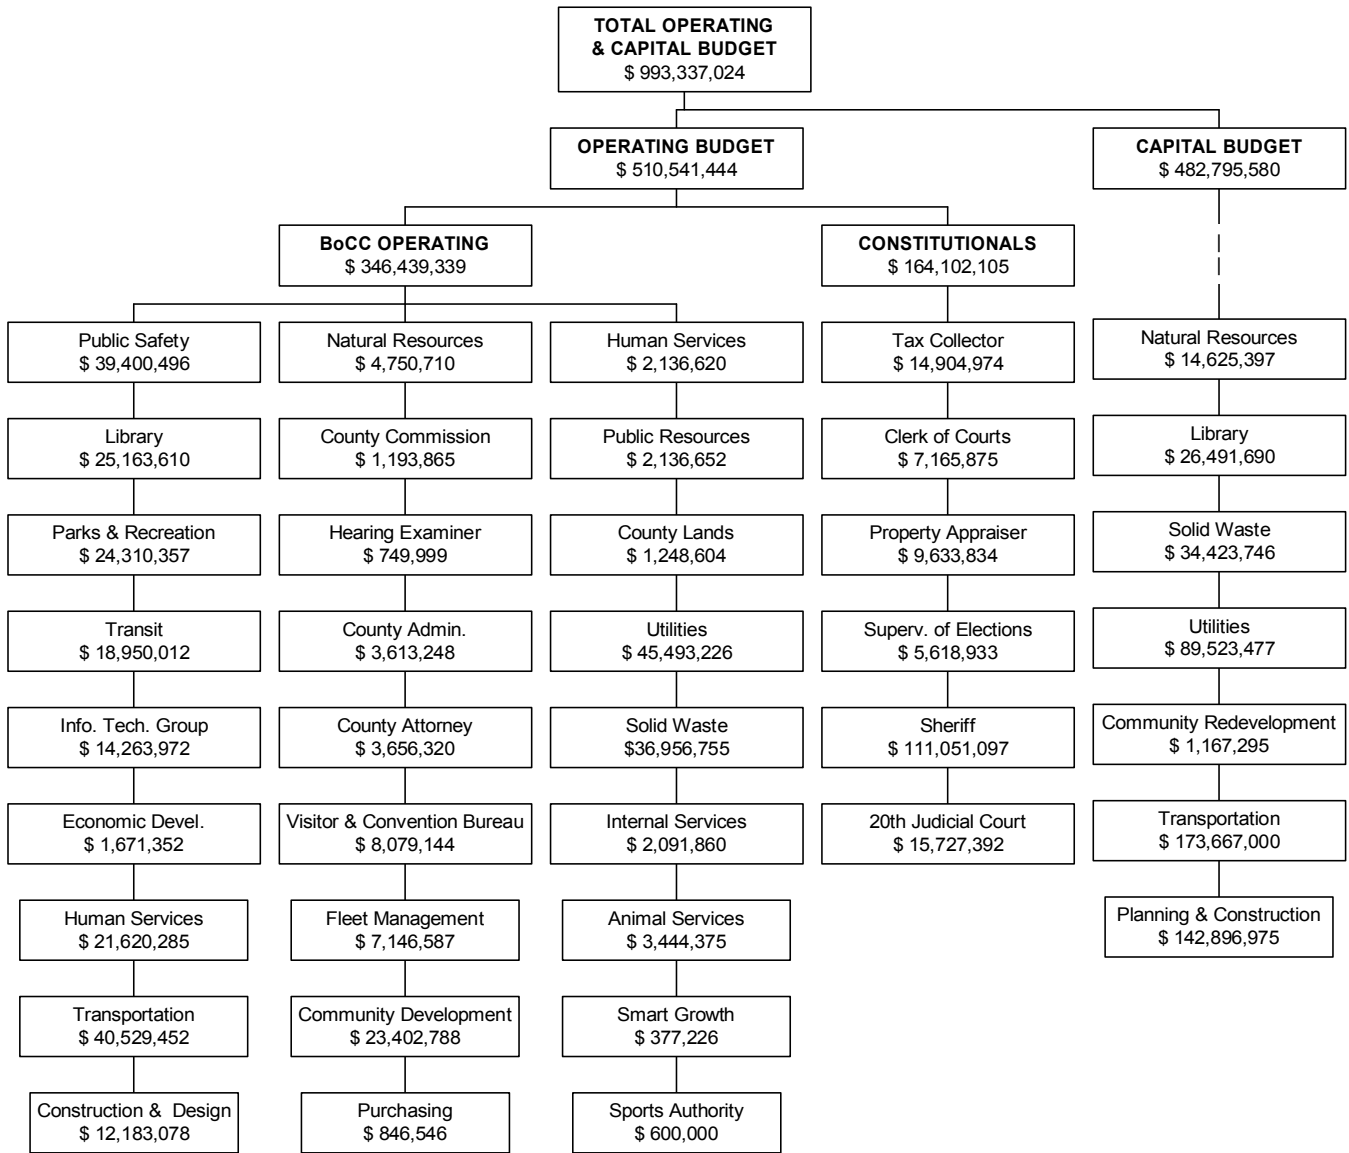 TOTAL OPERATING
& CAPITAL BUDGET
$ 993,337,024
OPERATING BUDGET
$ 510,541,444
CAPITAL BUDGET
$ 482,795,580
BoCC OPERATING
$ 346,439,339
CONSTITUTIONALS
$ 164,102,105
Public Safety
$ 39,400,496
Library
$ 25,163,610
Parks & Recreation
$ 24,310,357
Transit
$ 18,950,012
Info. Tech. Group
$ 14,263,972
Economic Devel.
$ 1,671,352
Human Services
$ 21,620,285
Transportation
$ 40,529,452
Construction & Design
$ 12,183,078
Natural Resources
$ 4,750,710
County Commission
$ 1,193,865
Hearing Examiner
$ 749,999
County Admin.
$ 3,613,248
County Attorney
$ 3,656,320
Visitor & Convention Bureau
$ 8,079,144
Fleet Management
$ 7,146,587
Community Development
$ 23,402,788
Purchasing
$ 846,546
Human Services
$ 2,136,620
Public Resources
$ 2,136,652
County Lands
$ 1,248,604
Utilities
$ 45,493,226
Solid Waste
$36,956,755
Internal Services
$ 2,091,860
Animal Services
$ 3,444,375
Smart Growth
$ 377,226
Sports Authority
$ 600,000
Tax Collector
$ 14,904,974
Clerk of Courts
$ 7,165,875
Property Appraiser
$ 9,633,834
Superv. of Elections
$ 5,618,933
Sheriff
$ 111,051,097
20th Judicial Court
$ 15,727,392
Natural Resources
$ 14,625,397
Library
$ 26,491,690
Solid Waste
$ 34,423,746
Utilities
$ 89,523,477
Community Redevelopment
$ 1,167,295
Transportation
$ 173,667,000
Planning & Construction
$ 142,896,975